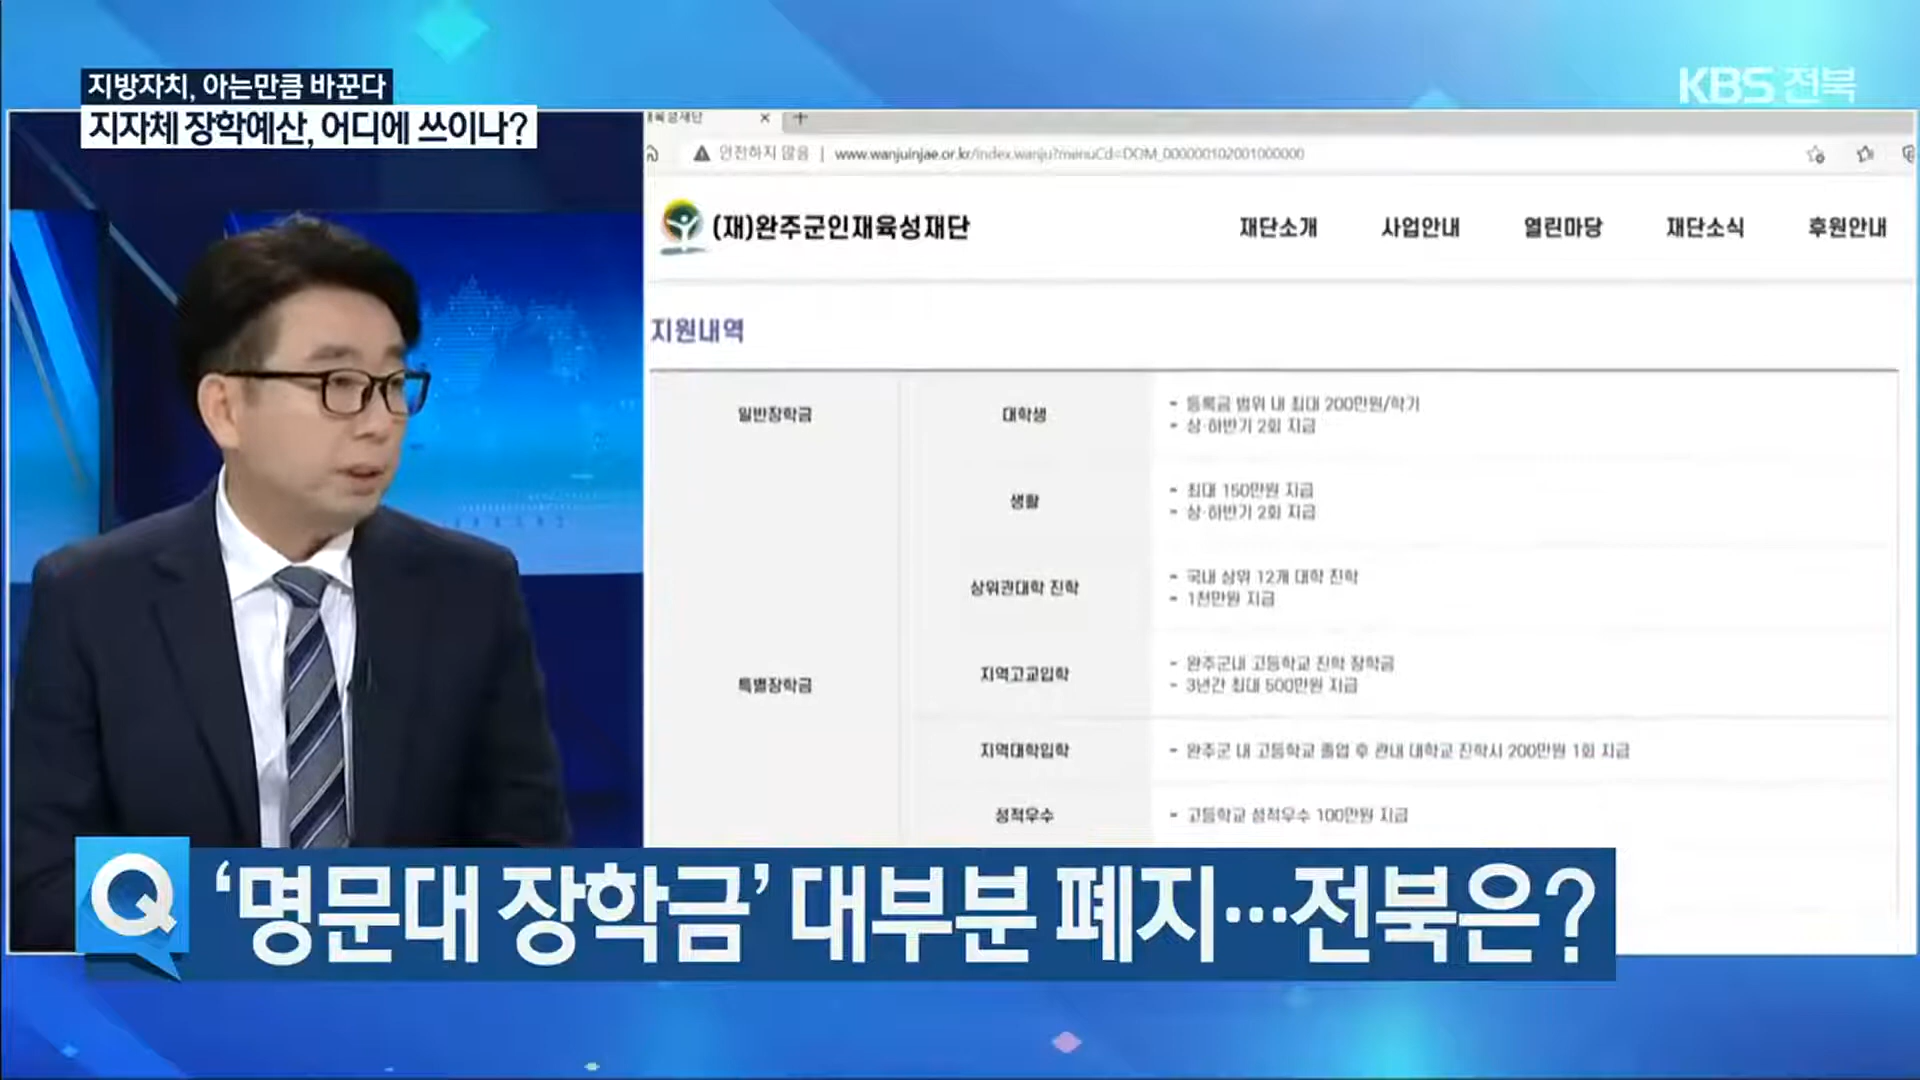 지방자치, 아는만큼 바꾼다
지자체 장학예산, 어디에 쓰이나?
KBS 전북
안전하지 않음 | www.wanjuinjae.or.kr/index.wanju?menuCd=DOM_000000102001000000
(재)완주군인재육성재단
재단소개 사업안내 열린마당 재단소식 후원안내
지원내역
일반장학금
대학생
- 등록금 범위 내 최대 200만원/학기
- 상·하반기 2회 지급
생활
- 최대 150만원 지급
- 상·하반기 2회 지급
특별장학금
상위권대학 진학
- 국내 상위 12개 대학 진학
- 1천만원 지급
지역고교입학
- 완주군내 고등학교 진학 장학금
- 3년간 최대 500만원 지급
지역대학입학
- 완주군 내 고등학교 졸업 후 관내 대학교 진학시 200만원 1회 지급
성적우수
- 고등학교 성적우수 100만원 지급
Q
‘명문대 장학금’ 대부분 폐지…전북은?